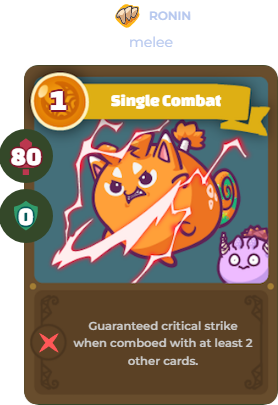 RONIN
melee
1
Single Combat
80
0
Guaranteed critical strike
when comboed with at least 2
other cards.